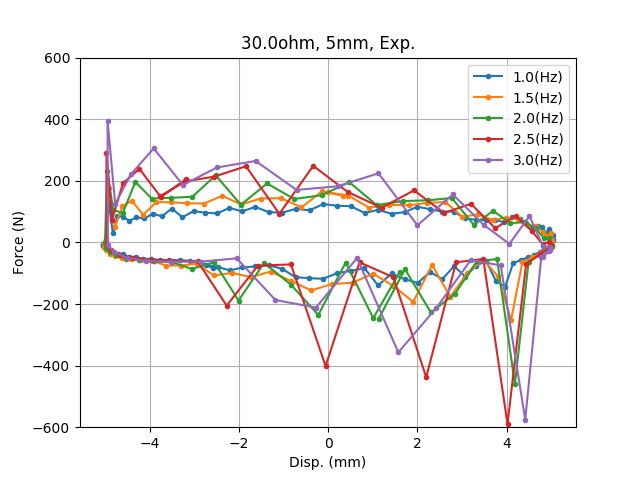 30.0ohm, 5mm, Exp.
600
400
200
0
−200
−400
−600
Force (N)
−4
−2
0
2
4
Disp. (mm)
1.0(Hz)
1.5(Hz)
2.0(Hz)
2.5(Hz)
3.0(Hz)